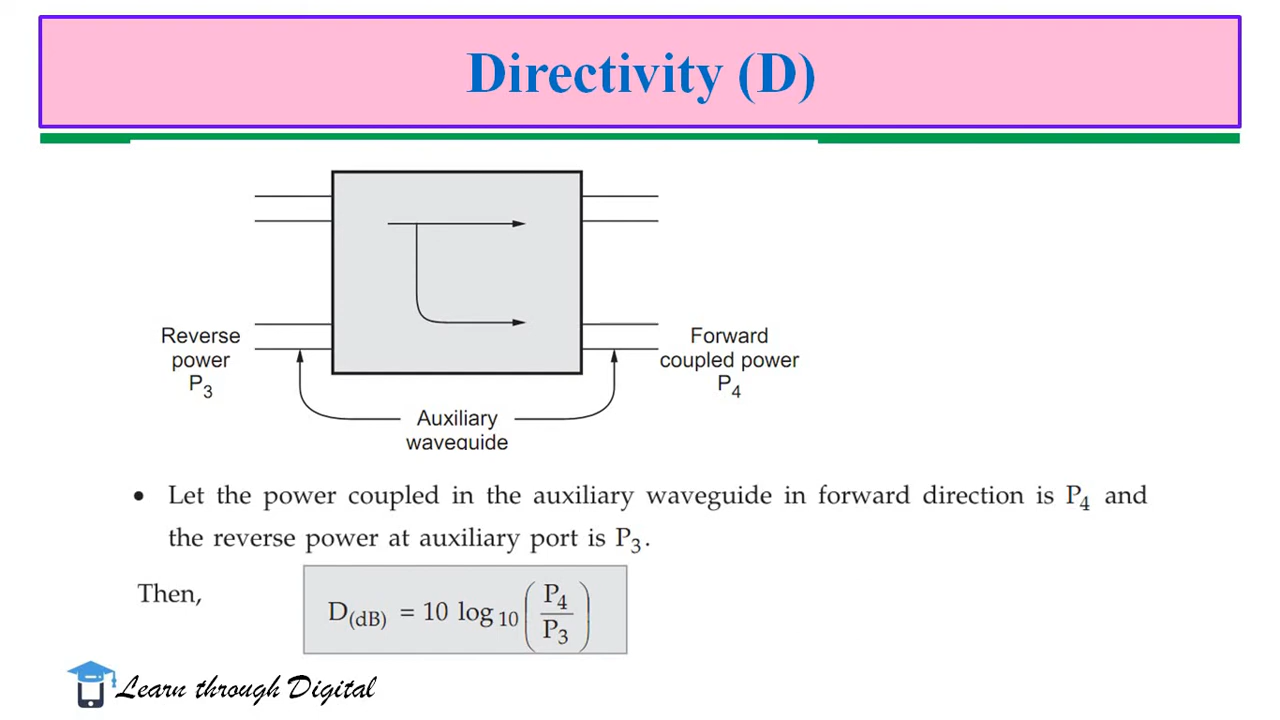 Directivity (D)
Reverse
power
P3
Forward
coupled power
P4
Auxiliary
waveguide
• Let the power coupled in the auxiliary waveguide in forward direction is P4 and
the reverse power at auxiliary port is P3.
Then,
D(dB) = 10 log10 (P4/P3)
Learn through Digital